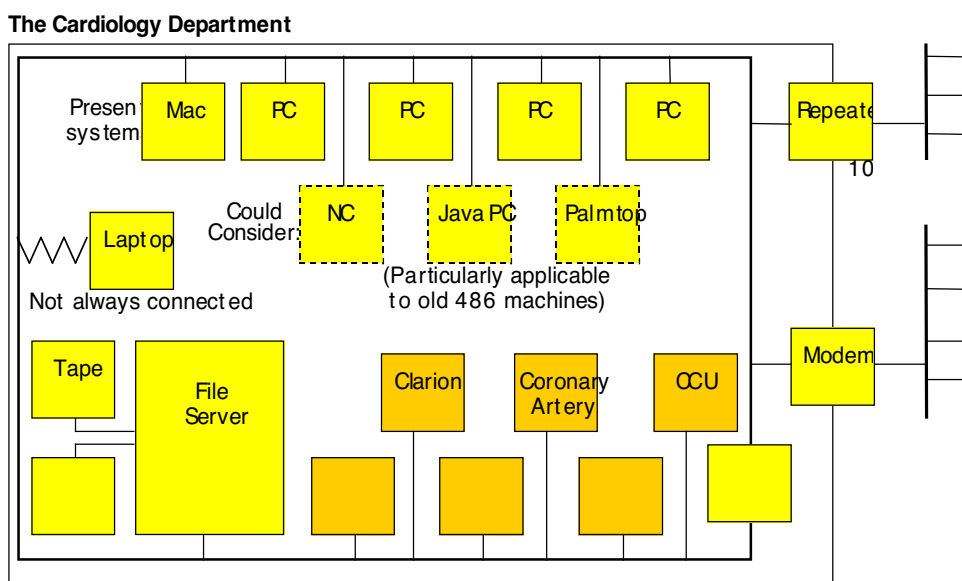 The Cardiology Department
Presen
systems
Mac
PC
PC
PC
PC
Repeate
10
Could
Consider:
NC
Java PC
Palmtop
Laptop
(Particularly applicable
to old 486 machines)
Not always connected
Modem
Tape
File
Server
Clarion
Coronary
Artery
CCU